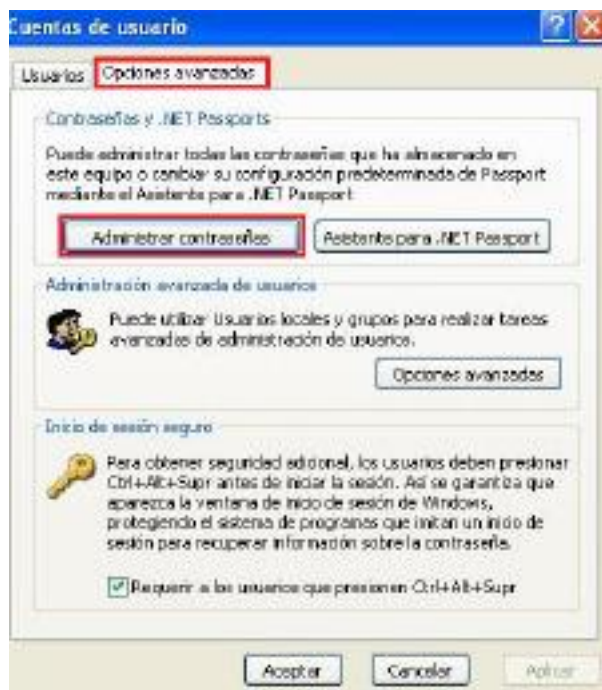 Cuentas de usuario
Usuarios
Opciones avanzadas
Contraseñas y .NET Passports
Puede administrar todas las contraseñas que ha almacenado en
este equipo o cambiar su configuración predeterminada de Passport
mediante el Asistente para .NET Passport
Administrar contraseñas
Asistente para .NET Passport
Administración avanzada de usuarios
Puede utilizar Usuarios locales y grupos para realizar tareas
avanzadas de administración de usuarios.
Opciones avanzadas
Inicio de sesión seguro
Para obtener seguridad adicional, los usuarios deben presionar
Ctrl+Alt+Supr antes de iniciar la sesión. Así se garantiza que
aparezca la ventana de inicio de sesión de Windows,
protegiendo el sistema de programas que imitan un inicio de
sesión para recuperar información sobre la contraseña.
Requerir a los usuarios que presionen Ctrl+Alt+Supr
Aceptar
Cancelar
Aplicar